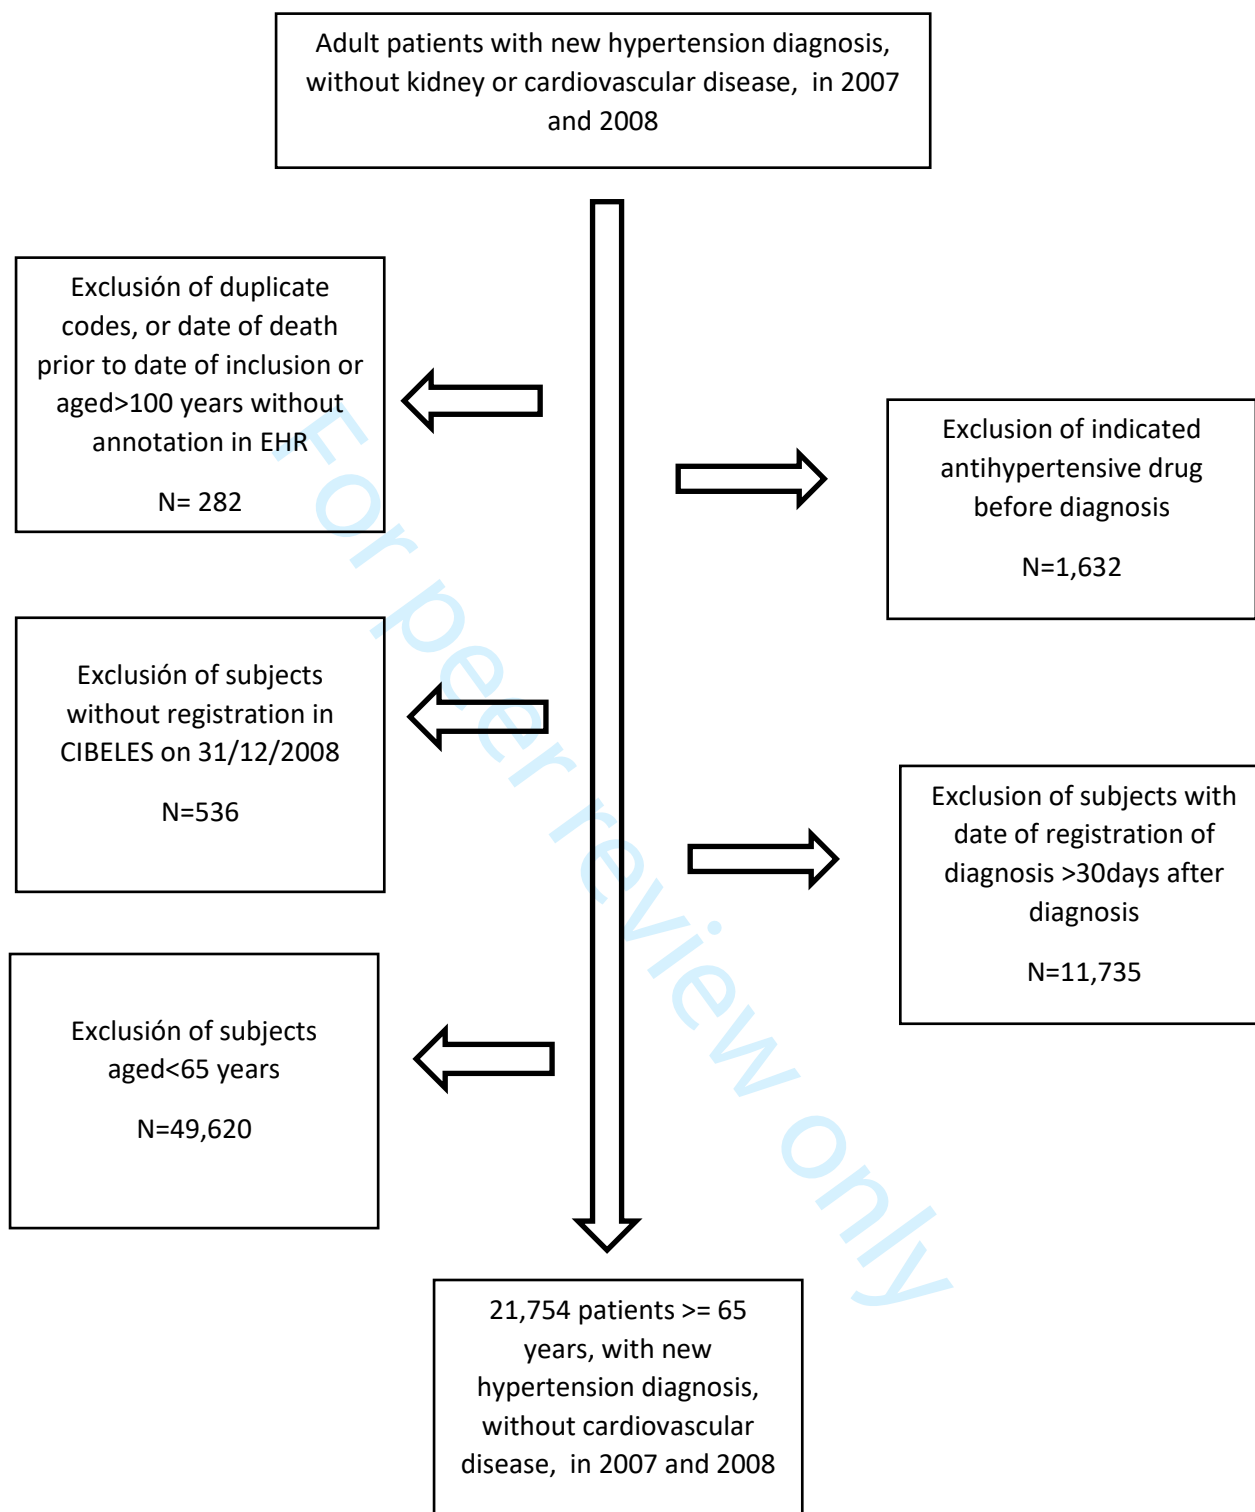 Adult patients with new hypertension diagnosis,
without kidney or cardiovascular disease,  in 2007
and 2008
Exclusión of duplicate
codes, or date of death
prior to date of inclusion or
aged>100 years without
annotation in EHR
N= 282
Exclusion of indicated
antihypertensive drug
before diagnosis
N=1,632
Exclusión of subjects
without registration in
CIBELES on 31/12/2008
N=536
Exclusion of subjects with
date of registration of
diagnosis >30days after
diagnosis
N=11,735
Exclusión of subjects
aged<65 years
N=49,620
21,754 patients >= 65
years, with new
hypertension diagnosis,
without cardiovascular
disease,  in 2007 and 2008
For peer review only